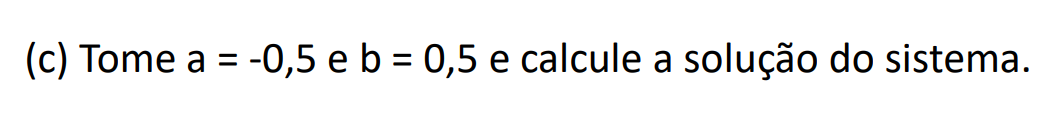 (c) Tome a = -0,5 e b = 0,5 e calcule a solução do sistema.